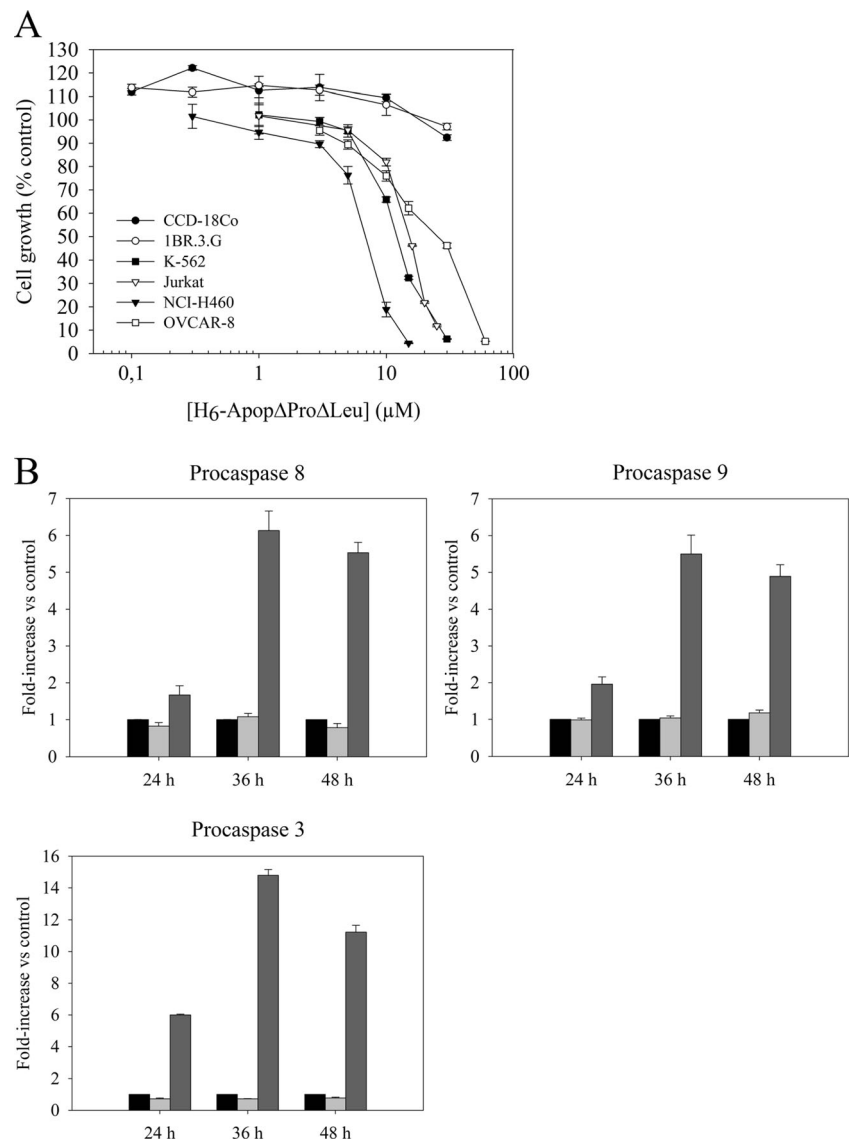 A
Cell growth (% control)
130
120
110
100
90
80
70
60
50
40
30
20
10
0
CCD-18Co
1BR.3.G
K-562
Jurkat
NCI-H460
OVCAR-8
0,1
1
10
100
[H6-ApopΔProΔLeu] (µM)
B
Procaspase 8
Fold-increase vs control
7
6
5
4
3
2
1
0
24 h
36 h
48 h
Procaspase 9
Fold-increase vs control
7
6
5
4
3
2
1
0
24 h
36 h
48 h
Procaspase 3
Fold-increase vs control
16
14
12
10
8
6
4
2
0
24 h
36 h
48 h